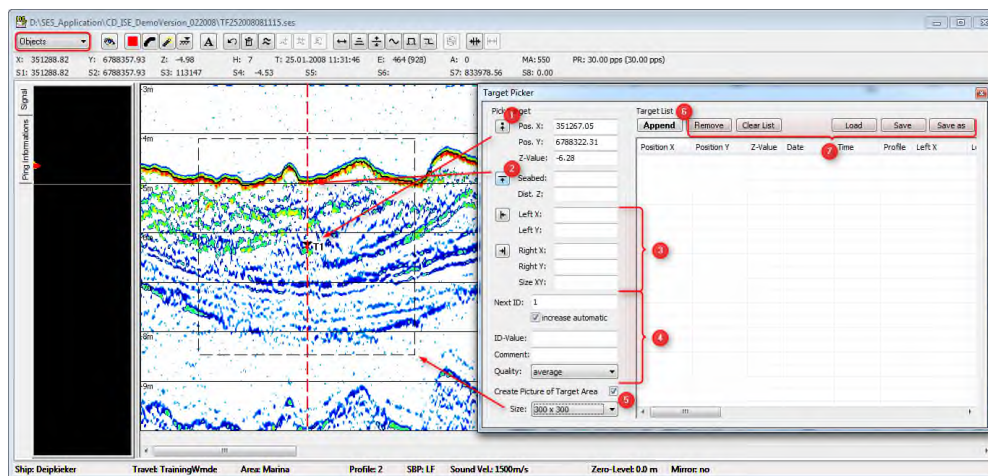 D:\SES_Application\CD_ISE_DemoVersion_022008\TF252008081115.ses
Objects
A
X: 351288.82 Y: 6788357.93 Z: -4.98 H: 7 T: 25.01.2008 11:31:46 E: 464 (928) A: 0 MA: 550 PR: 30.00 pps (30.00 pps)
S1: 351288.82 S2: 6788357.93 S3: 113147 S4: -4.53 S5: S6: S7: 833978.56 S8: 0.00
Signal
Ping Informations
-3m
-4m
-5m
-8m
-9m
T1
Target Picker
Pick Target
1
Pos. X: 351267.05
Pos. Y: 6788322.31
Z-Value: -6.28
2
Seabed:
Dist. Z:
Left X:
Left Y:
3
Right X:
Right Y:
Size XY:
Next ID: 1
increase automatic
4
ID-Value:
Comment:
Quality: average
Create Picture of Target Area
5
Size: 300 x 300
Target List
6
Append Remove Clear List Load Save Save as
7
Position X Position Y Z-Value Date Time Profile Left X
Ship: Deipkieker Travel: TrainingWmde Area: Marina Profile: 2 SBP: LF Sound Vel.: 1500m/s Zero-Level: 0.0 m Mirror: no